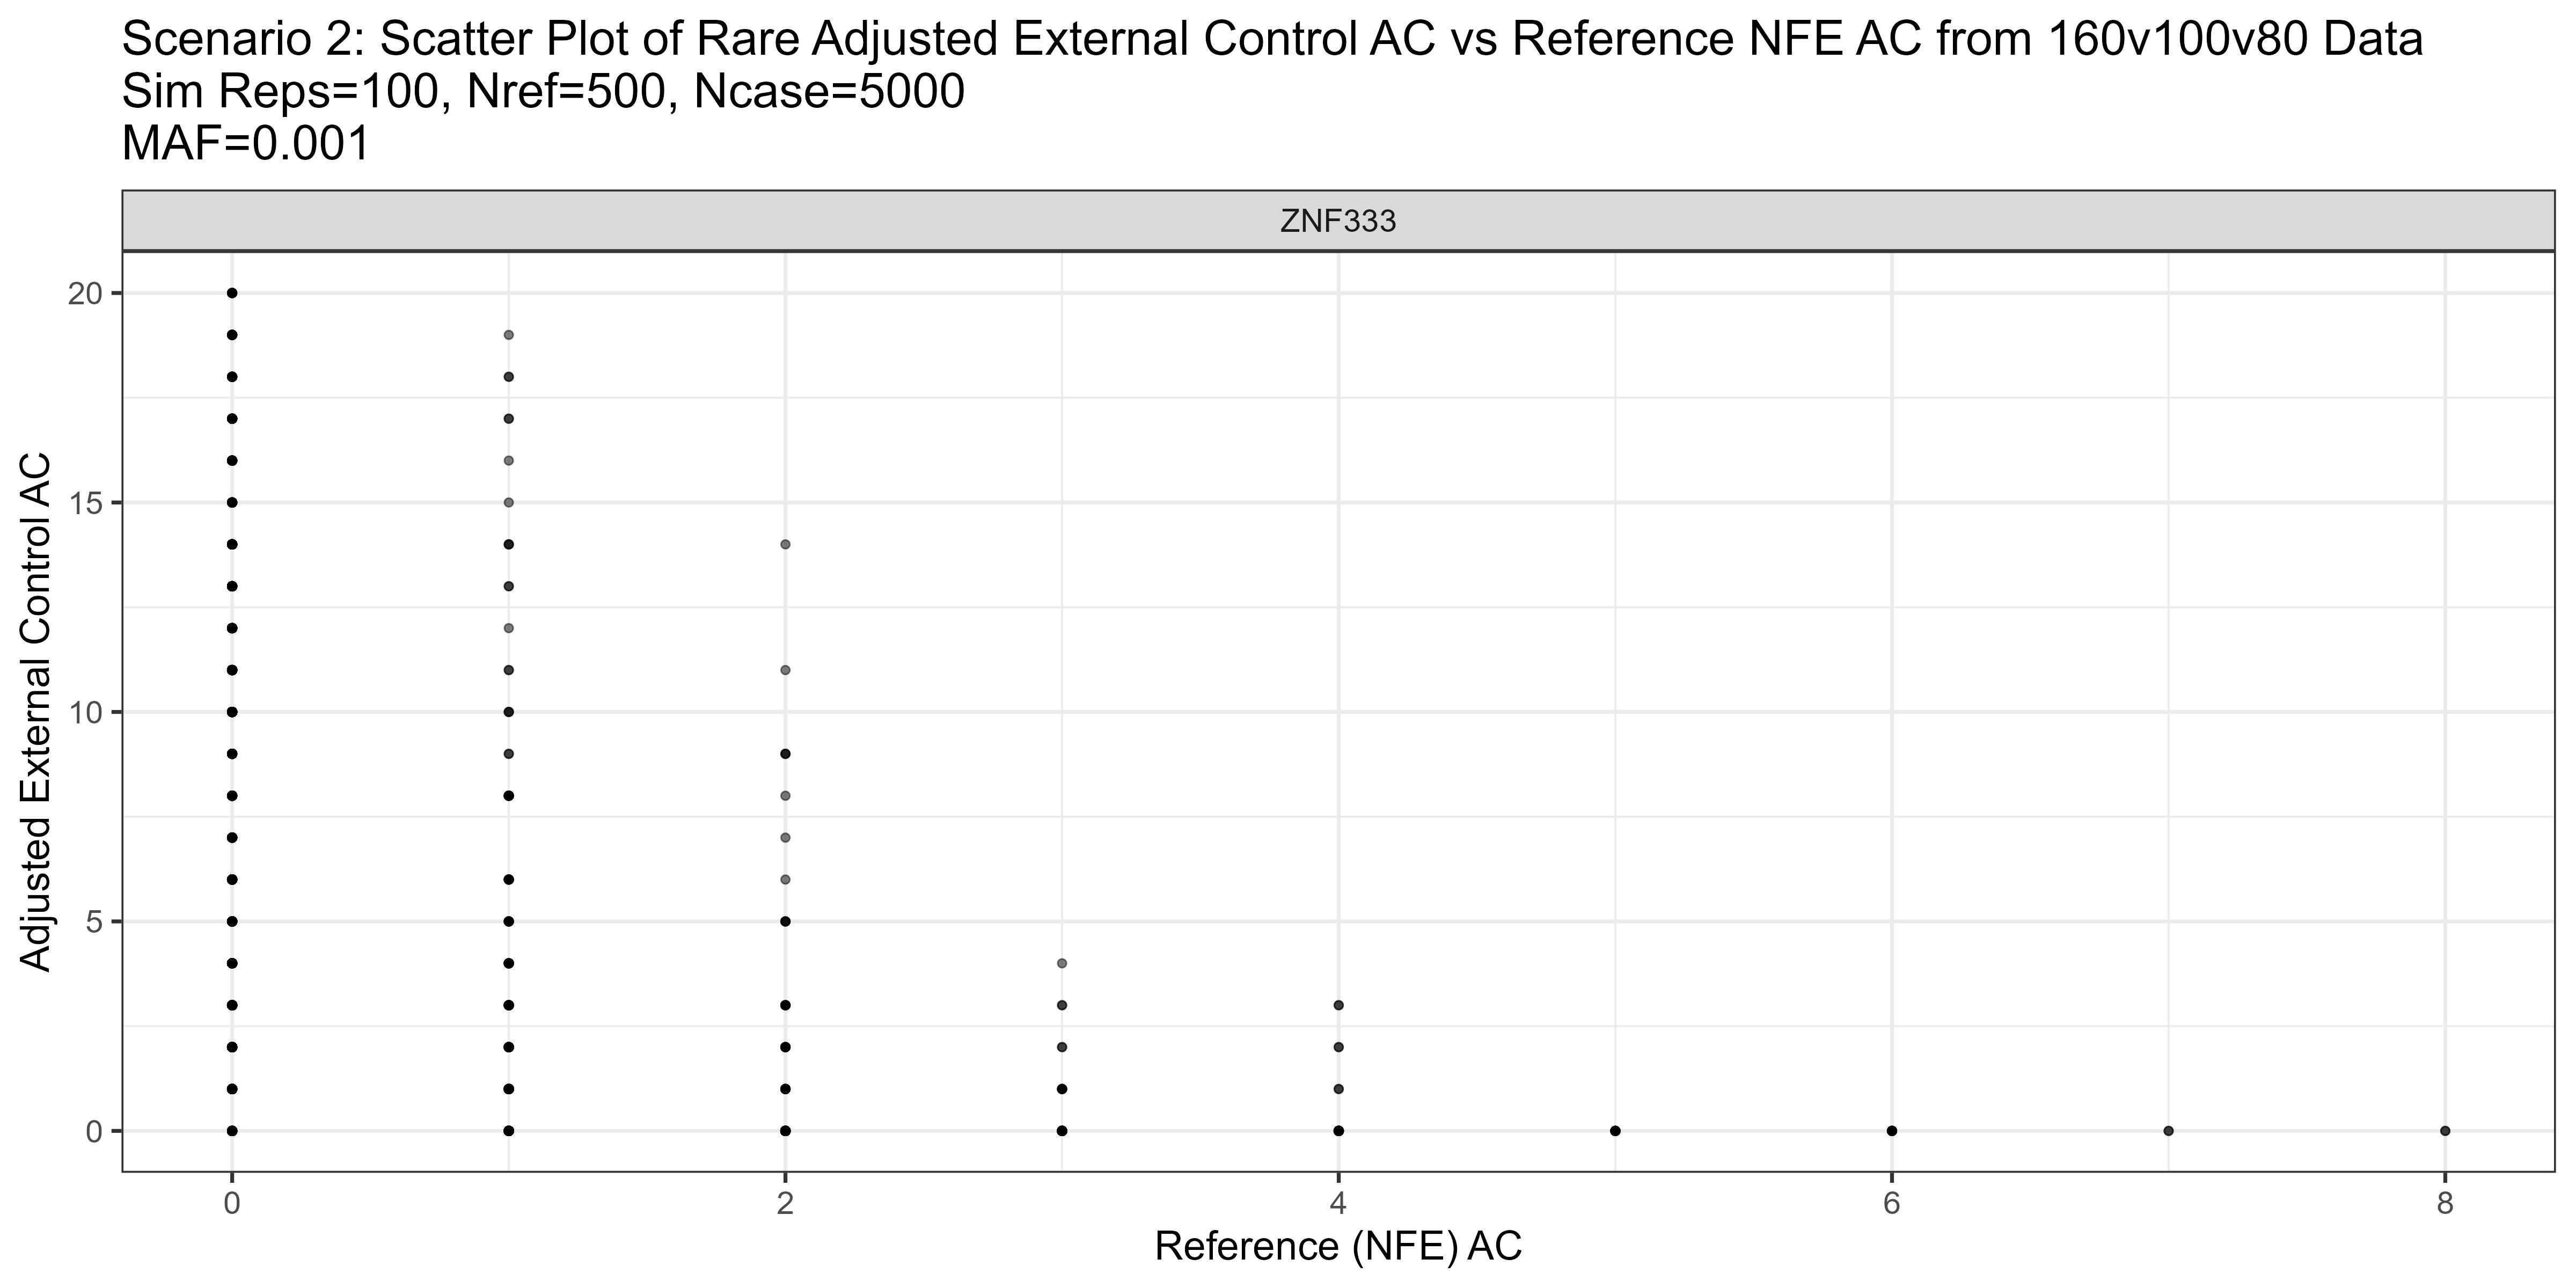 Scenario 2: Scatter Plot of Rare Adjusted External Control AC vs Reference NFE AC from 160v100v80 Data
Sim Reps=100, Nref=500, Ncase=5000
MAF=0.001
ZNF333
Adjusted External Control AC
20
15
10
5
0
0 2 4 6 8
Reference (NFE) AC